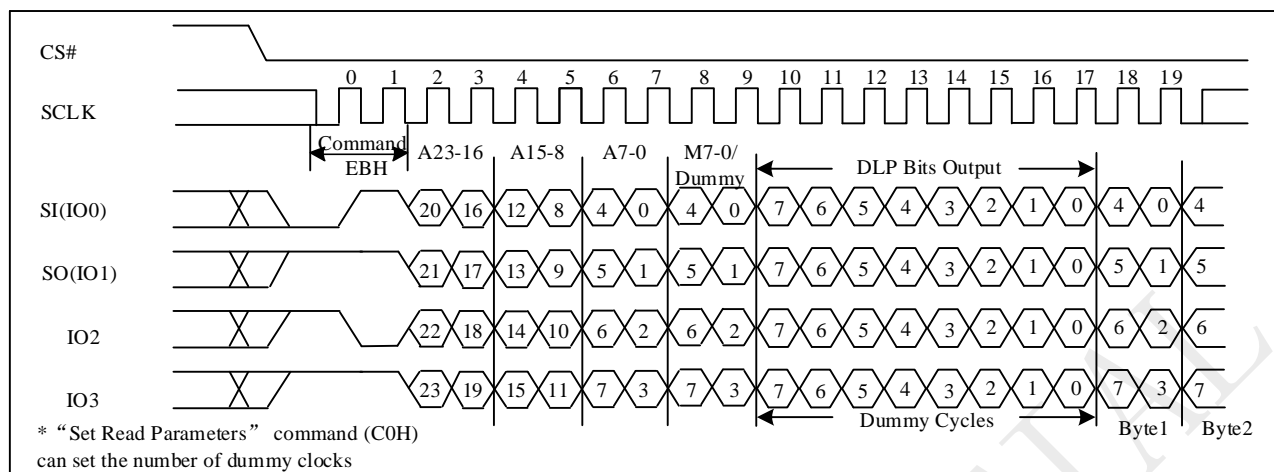 CS#
0 1 2 3 4 5 6 7 8 9 10 11 12 13 14 15 16 17 18 19
SCLK
Command
EBH
A23-16 A15-8 A7-0 M7-0/
Dummy
DLP Bits Output
SI(IO0) 20 16 12 8 4 0 4 0 7 6 5 4 3 2 1 0 4 0 4
SO(IO1) 21 17 13 9 5 1 5 1 7 6 5 4 3 2 1 0 5 1 5
IO2 22 18 14 10 6 2 6 2 7 6 5 4 3 2 1 0 6 2 6
IO3 23 19 15 11 7 3 7 3 7 6 5 4 3 2 1 0 7 3 7
Dummy Cycles Byte1 Byte2
* “Set Read Parameters” command (C0H)
can set the number of dummy clocks